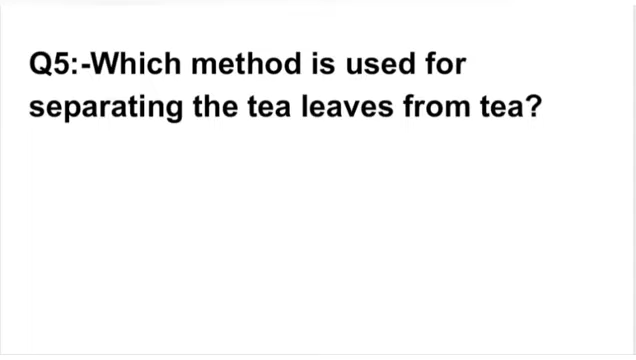 Q5:-Which method is used for
separating the tea leaves from tea?